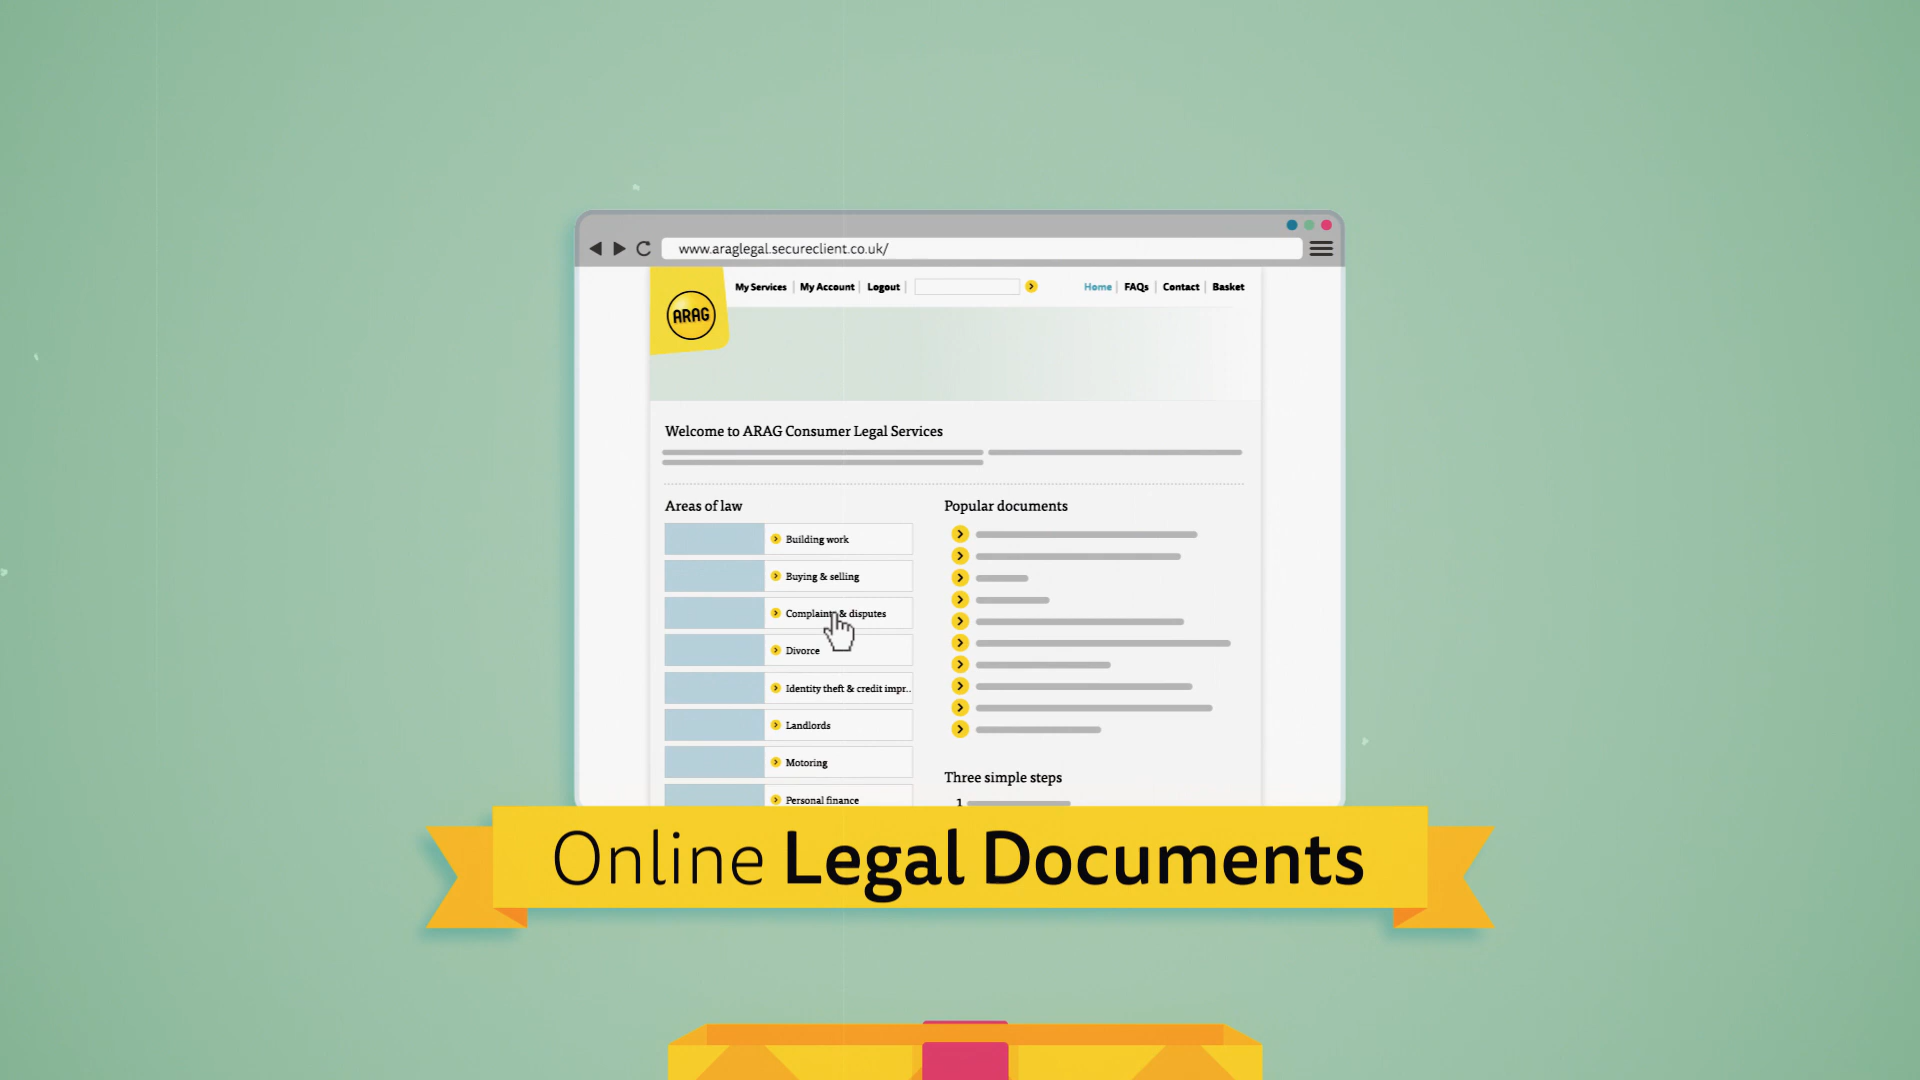 www.araglegal.secureclient.co.uk/
ARAG
My Services My Account Logout Home FAQs Contact Basket
Welcome to ARAG Consumer Legal Services
Areas of law
Building work
Buying & selling
Complaints & disputes
Divorce
Identity theft & credit impr..
Landlords
Motoring
Personal finance
Popular documents
Three simple steps
1
Online Legal Documents